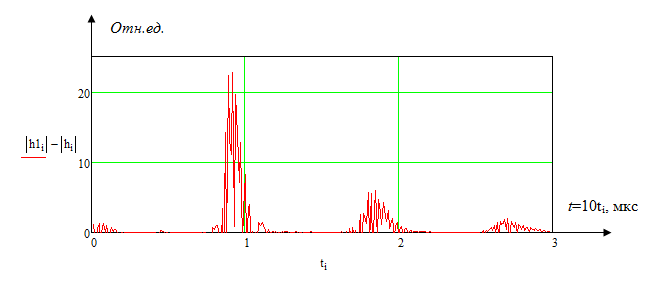 Отн.ед.
20
|h1i| − |hi|
10
t=10ti, мкс
0
0 1 2 3
ti